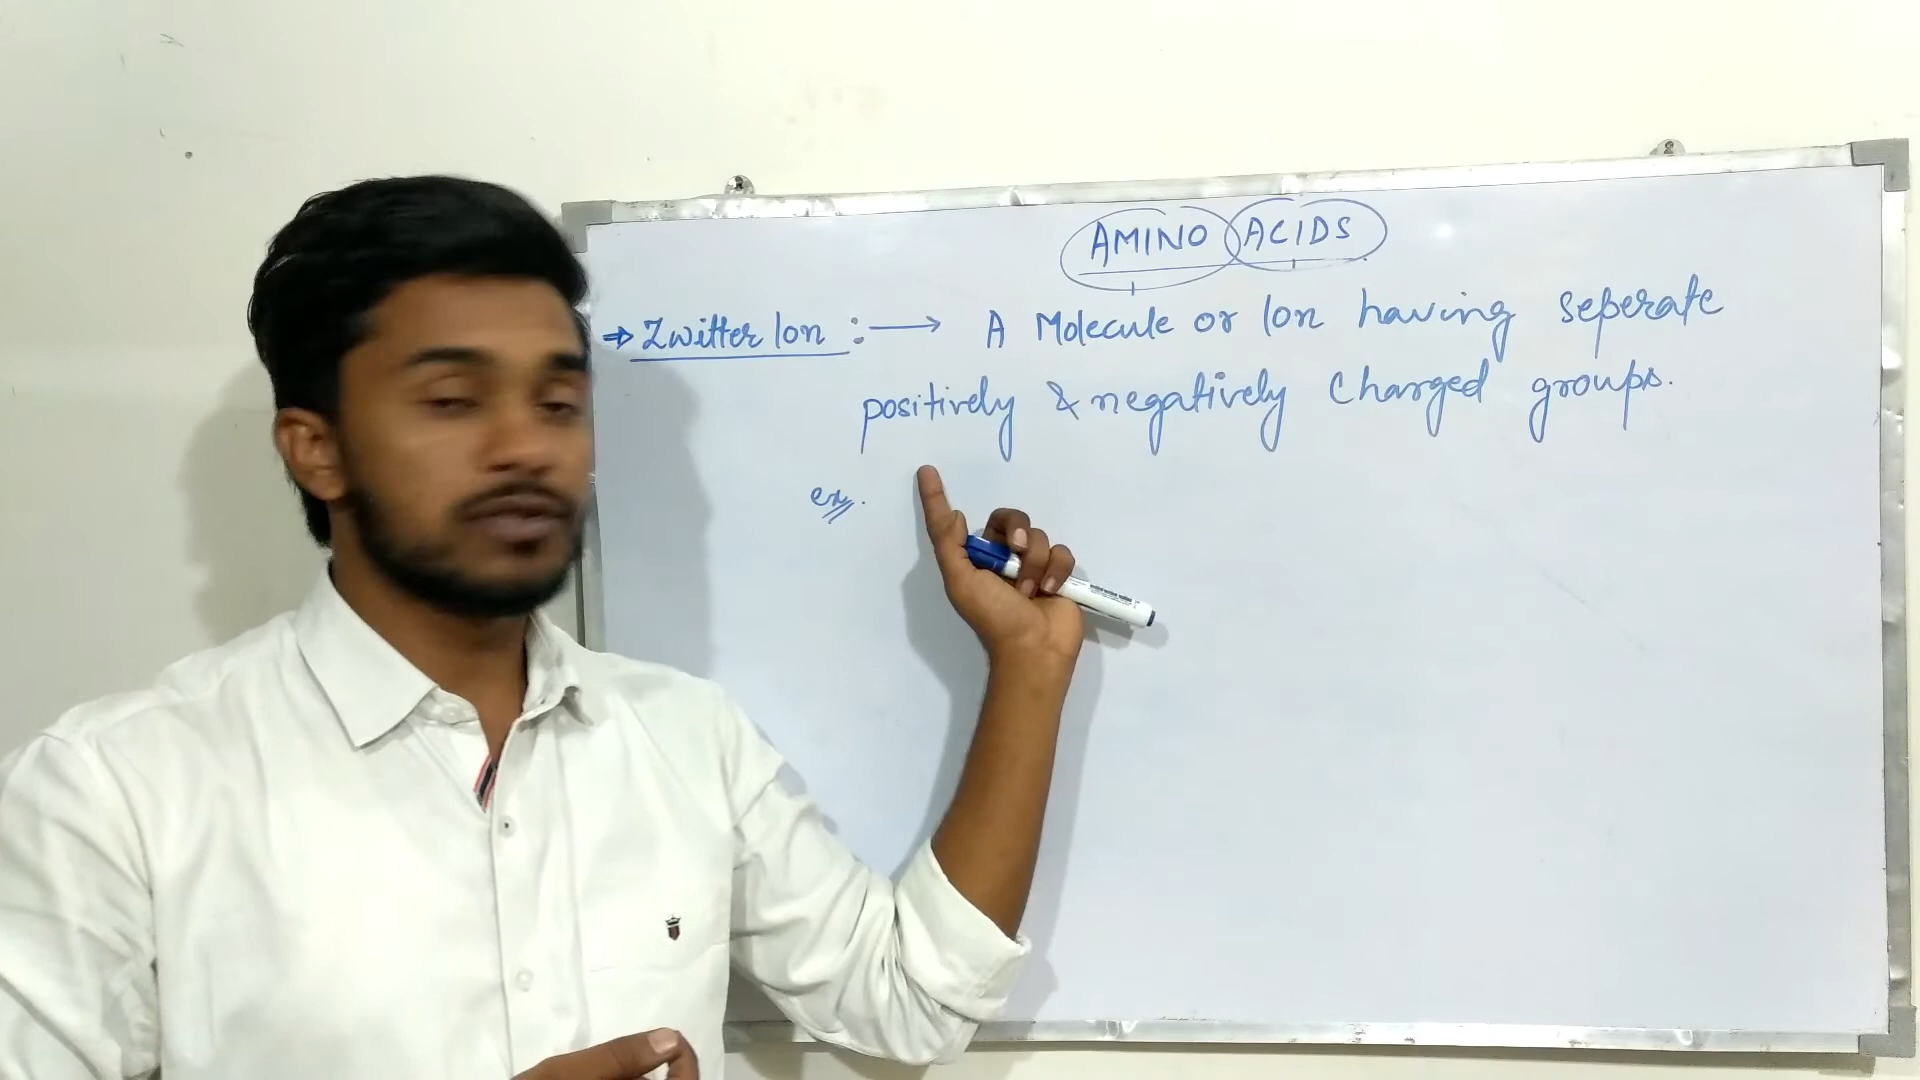 AMINO ACIDS
⇒ Zwitter Ion :⟶ A Molecule or Ion having seperate
positively & negatively Charged groups.
ex.